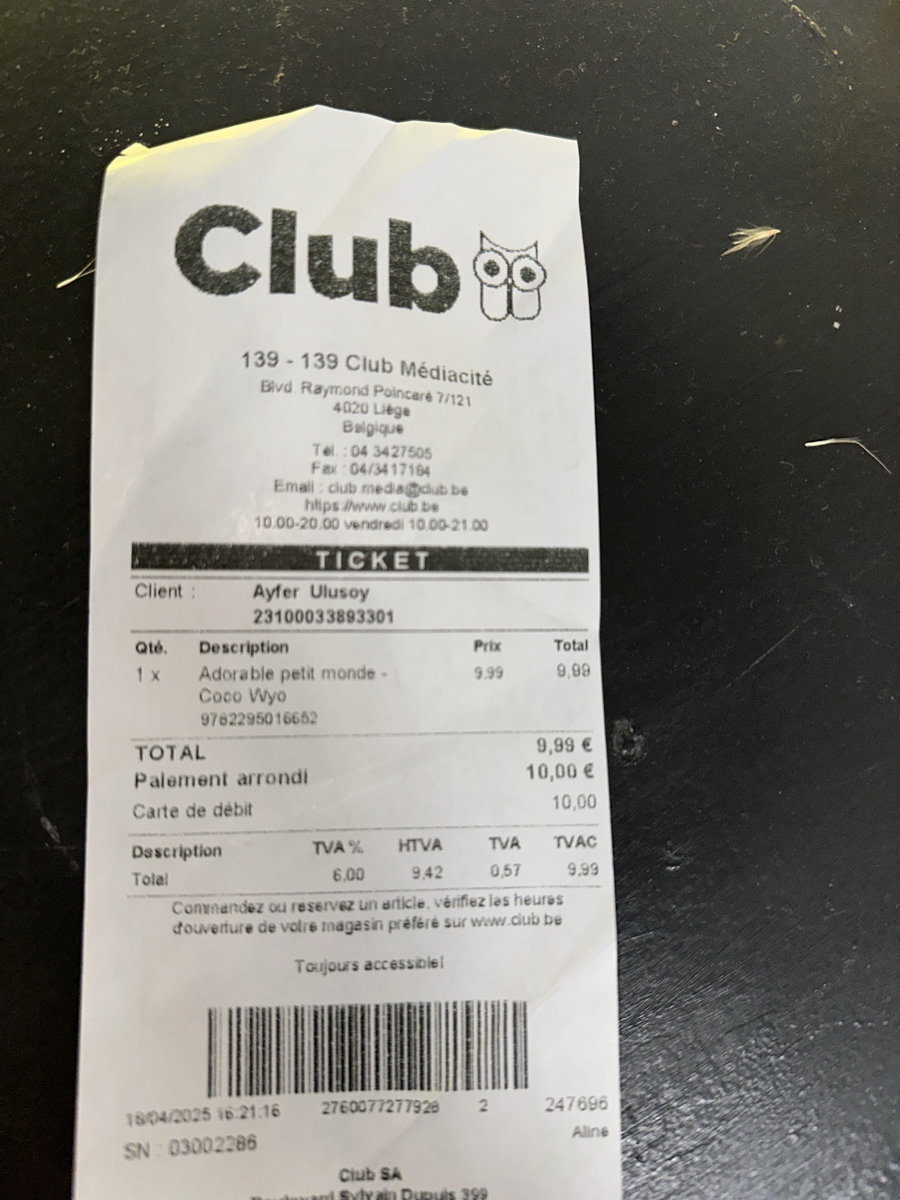 Club
139 - 139 Club Médiacité
Blvd. Raymond Poincaré 7/121
4020 Liège
Belgique
Tel. : 04 3427505
Fax : 04/3417184
Email : club.media@club.be
https://www.club.be
10.00-20.00 vendredi 10.00-21.00
TICKET
Client : Ayfer Ulusoy
23100033893301
Qté. Description Prix Total
1 x Adorable petit monde - 9.99 9,99
Coco Wyo
9782295016652
TOTAL 9,99 €
Paiement arrondi 10,00 €
Carte de débit 10,00
Description TVA % HTVA TVA TVAC
Total 6,00 9,42 0,57 9,99
Commandez ou reservez un article, vérifiez les heures
d'ouverture de votre magasin préféré sur www.club.be
Toujours accessible!
18/04/2025 16:21:16 2760077277928 2 247696
SN : 03002286 Aline
Club SA
Boulevard Sylvain Dupuis 399